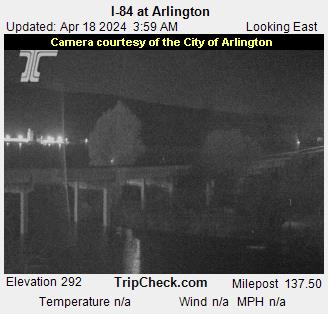 I-84 at Arlington
Updated: Apr 18 2024 3:59 AM Looking East
Camera courtesy of the City of Arlington
Elevation 292 TripCheck.com Milepost 137.50
Temperature n/a Wind n/a MPH n/a